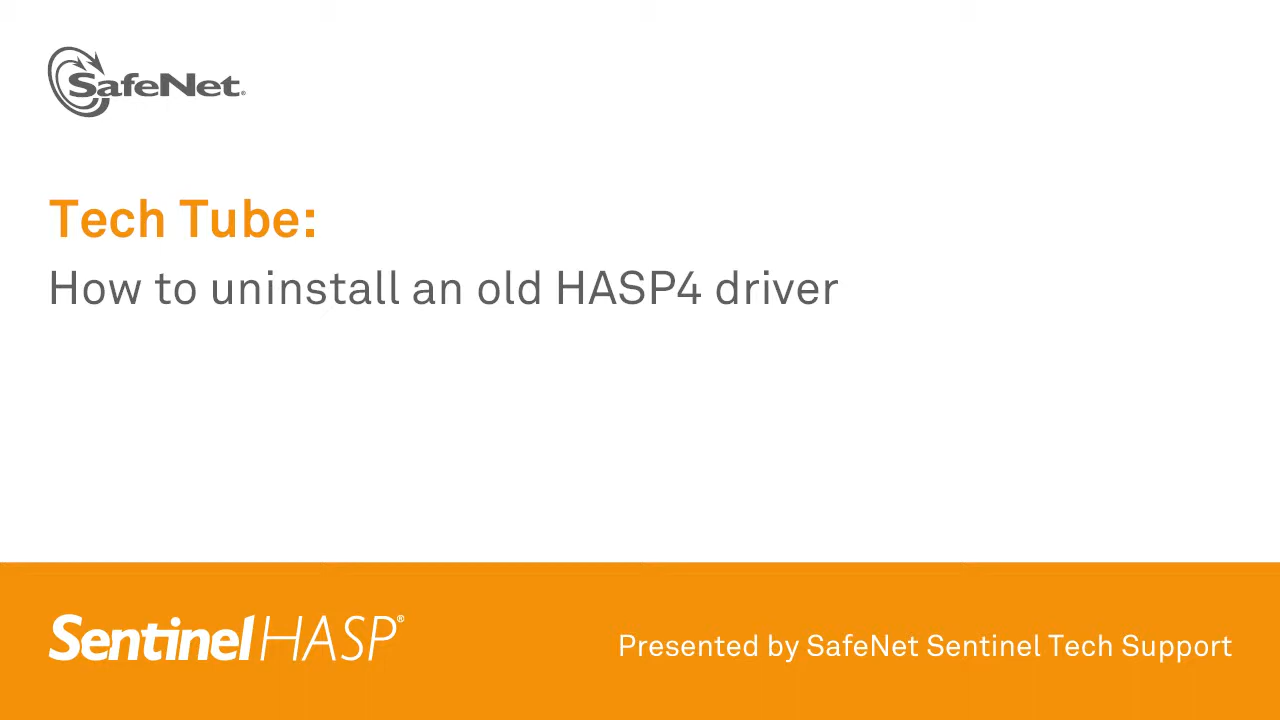 SafeNet®
Tech Tube:
How to uninstall an old HASP4 driver
Sentinel HASP®
Presented by SafeNet Sentinel Tech Support